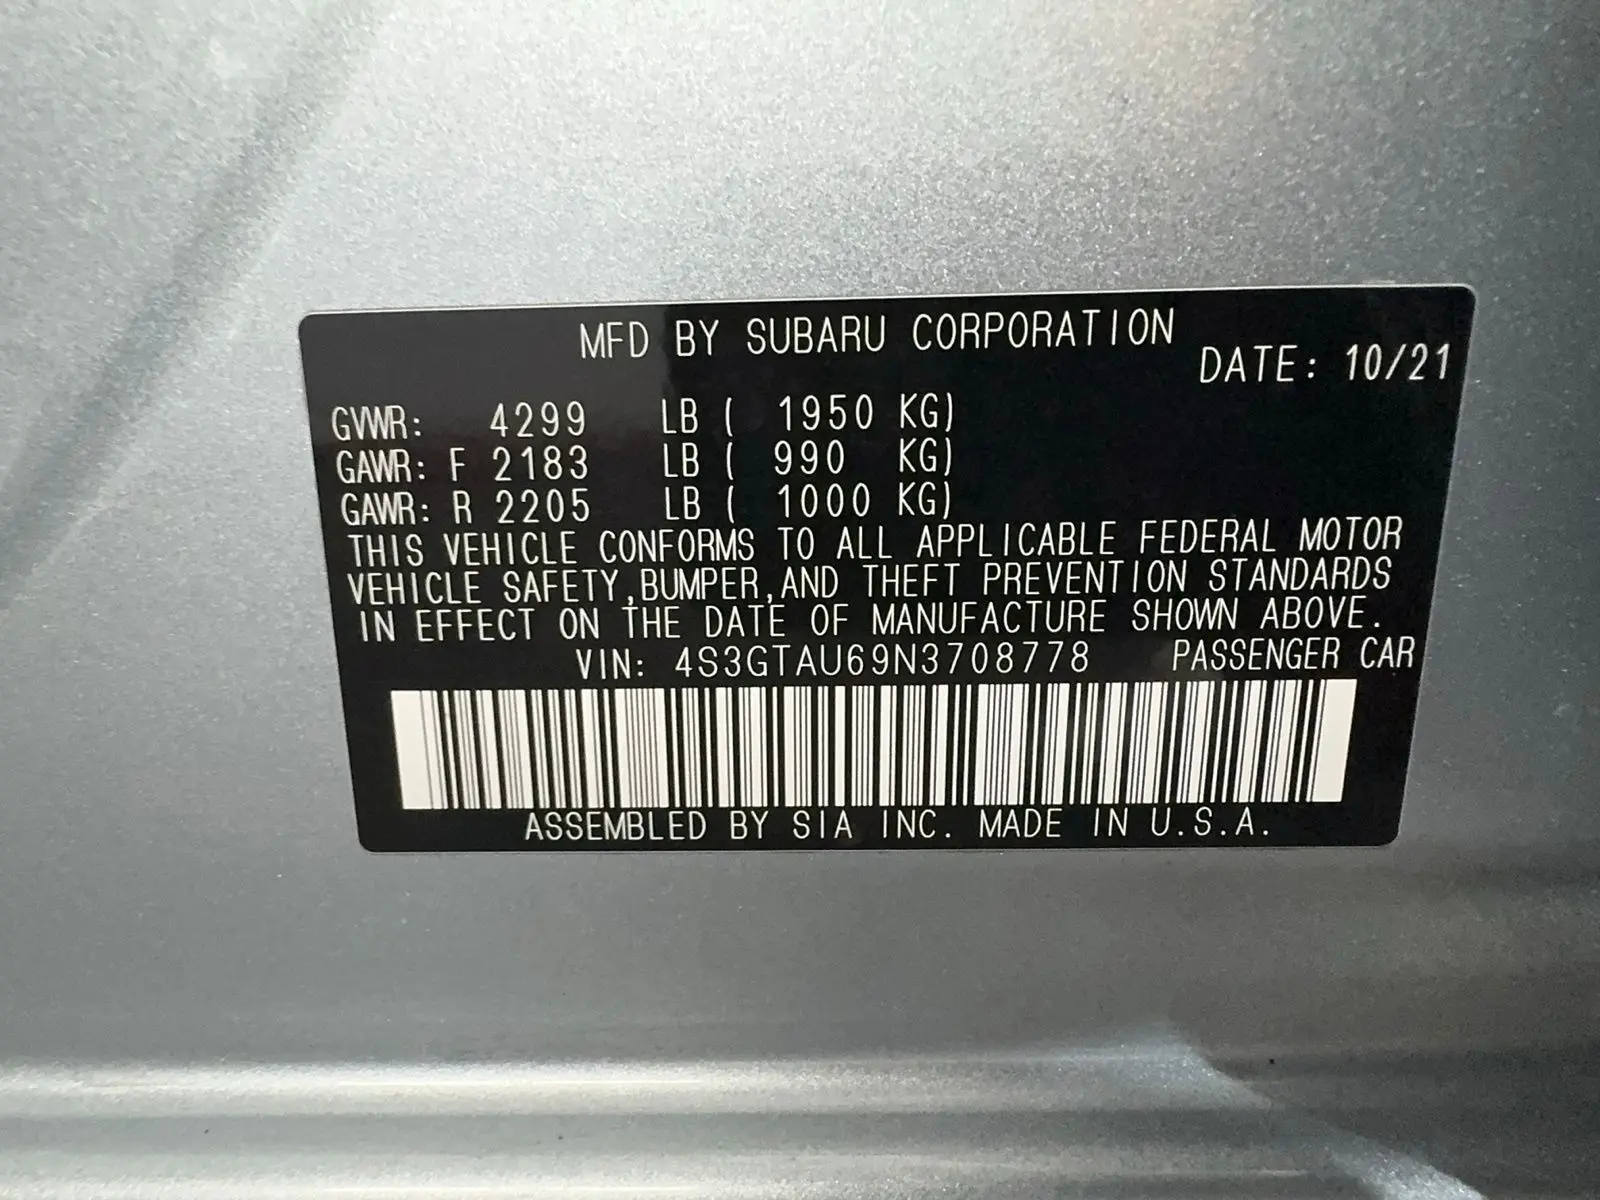 MFD BY SUBARU CORPORATION
DATE: 10/21
GVWR: 4299 LB ( 1950 KG)
GAWR: F 2183 LB ( 990 KG)
GAWR: R 2205 LB ( 1000 KG)
THIS VEHICLE CONFORMS TO ALL APPLICABLE FEDERAL MOTOR
VEHICLE SAFETY,BUMPER,AND THEFT PREVENTION STANDARDS
IN EFFECT ON THE DATE OF MANUFACTURE SHOWN ABOVE.
VIN: 4S3GTAU69N3708778 PASSENGER CAR
ASSEMBLED BY SIA INC. MADE IN U.S.A.